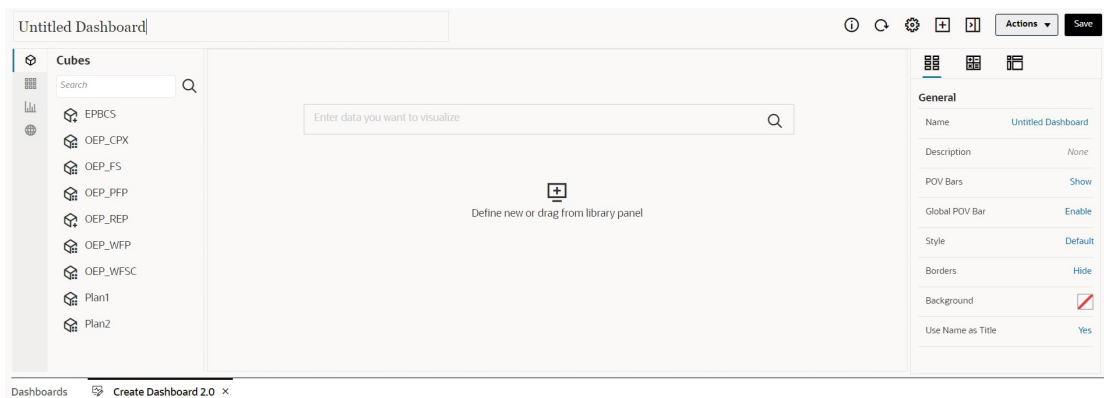 Untitled Dashboard
Actions
Save
Cubes
Search
EPBCS
OEP_CPX
OEP_FS
OEP_PFP
OEP_REP
OEP_WFP
OEP_WFSC
Plan1
Plan2
Enter data you want to visualize
Define new or drag from library panel
General
Name Untitled Dashboard
Description None
POV Bars Show
Global POV Bar Enable
Style Default
Borders Hide
Background
Use Name as Title Yes
Dashboards Create Dashboard 2.0 ×